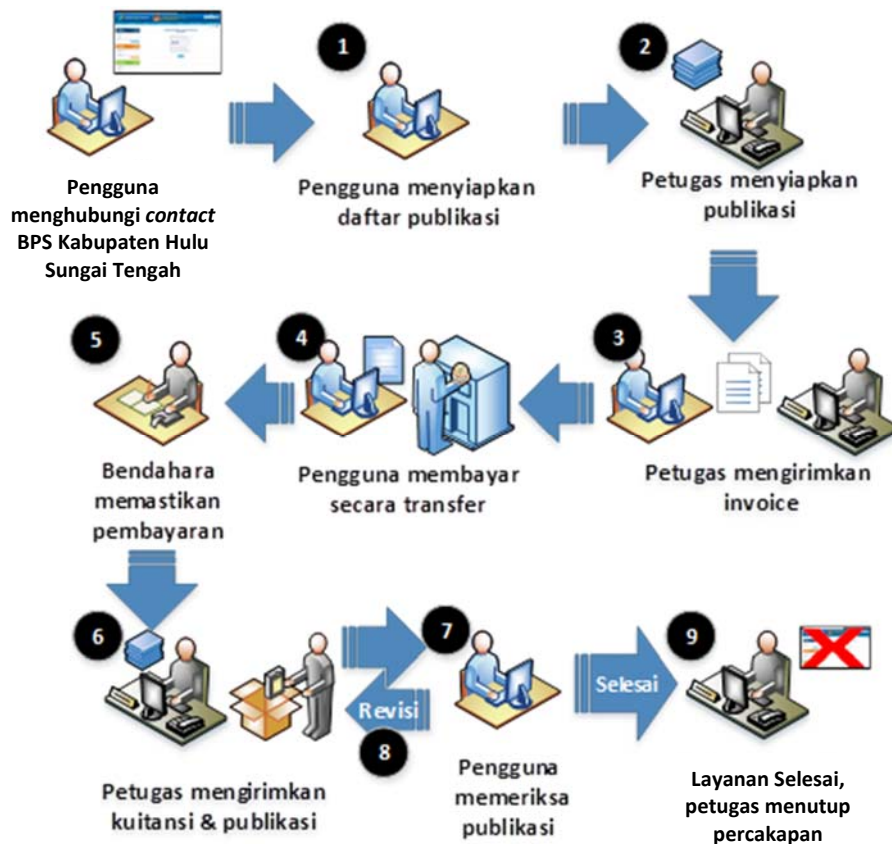 Pengguna
menghubungi contact
BPS Kabupaten Hulu
Sungai Tengah
1
Pengguna menyiapkan
daftar publikasi
2
Petugas menyiapkan
publikasi
3
Petugas mengirimkan
invoice
4
Pengguna membayar
secara transfer
5
Bendahara
memastikan
pembayaran
6
Petugas mengirimkan
kuitansi & publikasi
7
Pengguna
memeriksa
publikasi
Revisi
8
Selesai
9
Layanan Selesai,
petugas menutup
percakapan